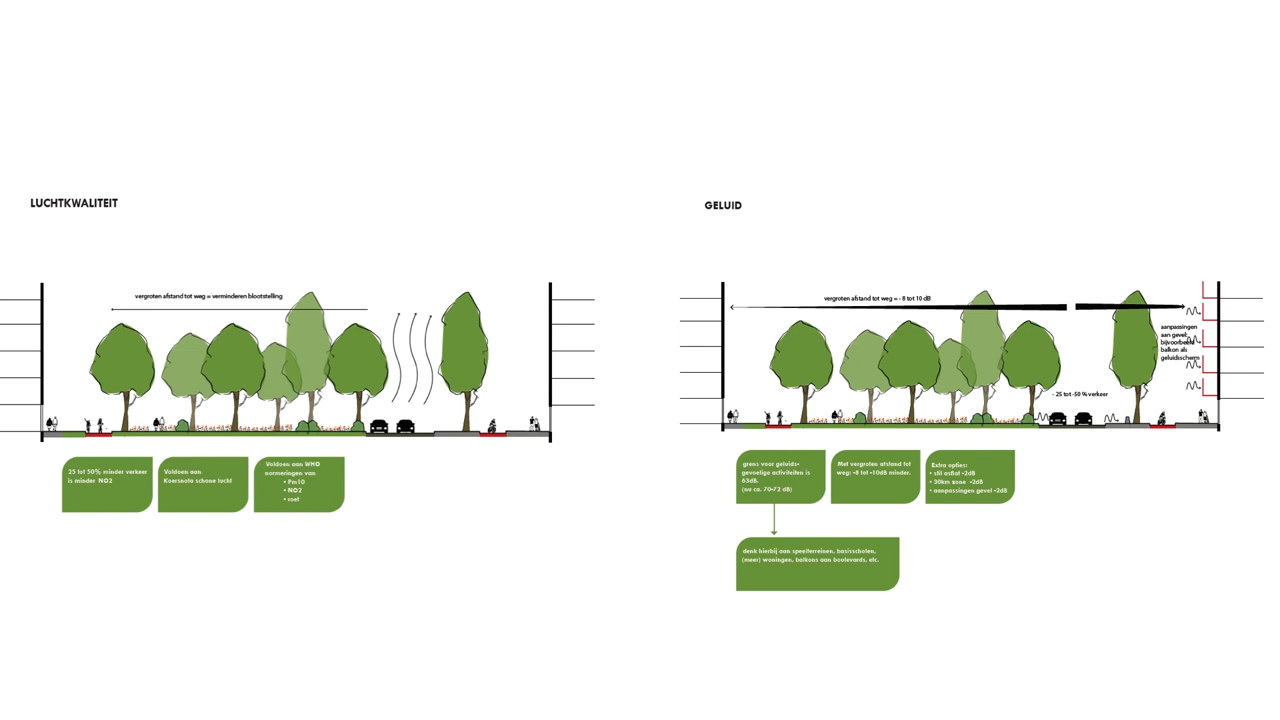 LUCHTKWALITEIT
vergroten afstand tot weg = verminderen blootstelling
25 tot 50% minder verkeer
is minder NO2
Voldoen aan
Koersnota schone lucht
Voldoen aan WHO
normeringen van
• Pm10
• NO2
• roet
GELUID
vergroten afstand tot weg = - 8 tot 10 dB
aanpassingen
aan gevel:
bijvoorbeeld
balkon als
geluidsscherm
- 25 tot -50 % verkeer
grens voor geluids-
gevoelige activiteiten is
63dB.
(nu ca. 70-72 dB)
Met vergroten afstand tot
weg: -8 tot -10dB minder.
Extra opties:
• stil asfalt -2dB
• 30km zone -2dB
• aanpassingen gevel -2dB
denk hierbij aan speelterreinen, basisscholen,
(meer) woningen, balkons aan boulevards, etc.